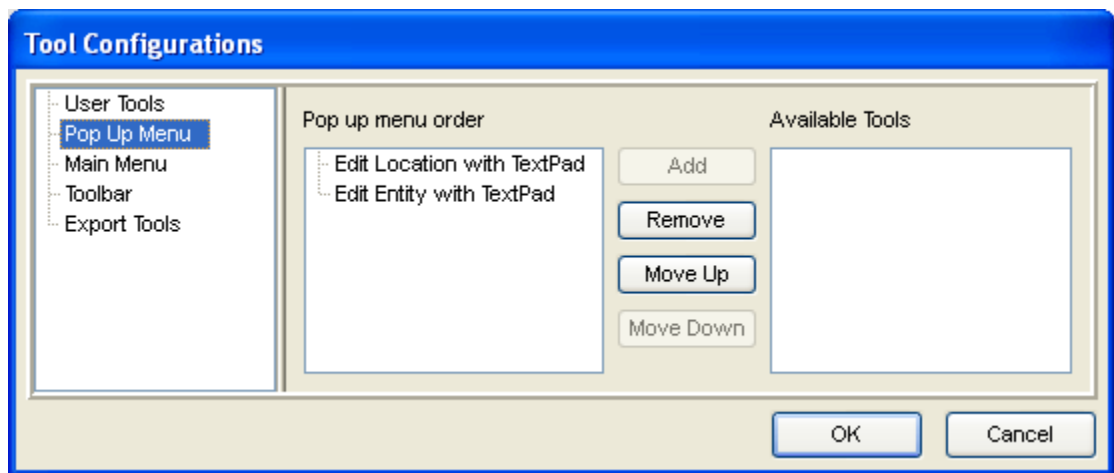 Tool Configurations
User Tools
Pop Up Menu
Main Menu
Toolbar
Export Tools
Pop up menu order
Edit Location with TextPad
Edit Entity with TextPad
Add
Remove
Move Up
Move Down
Available Tools
OK
Cancel